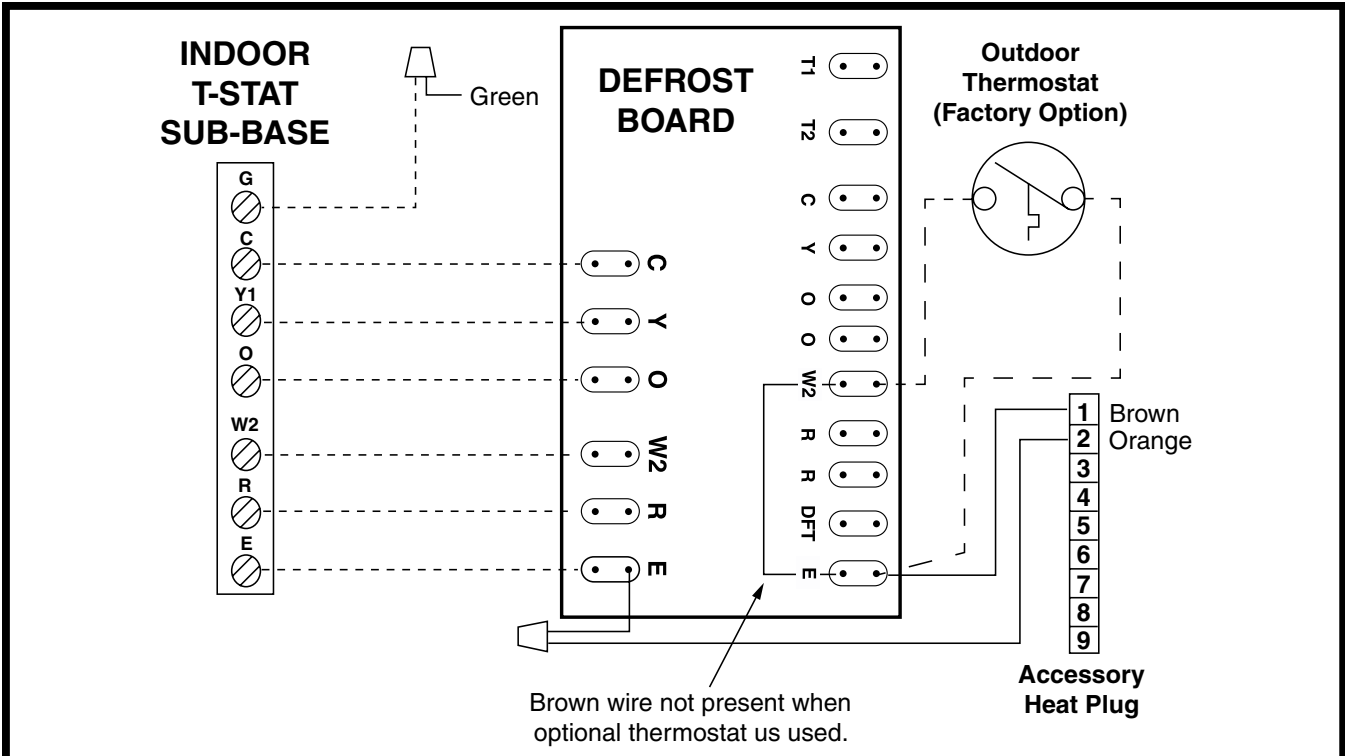 INDOOR
T-STAT
SUB-BASE
Green
G
C
Y1
O
W2
R
E
DEFROST
BOARD
C
Y
O
W2
R
E
T1
T2
C
Y
O
O
W2
R
R
DFT
E
Outdoor
Thermostat
(Factory Option)
1 Brown
2 Orange
3
4
5
6
7
8
9
Accessory
Heat Plug
Brown wire not present when
optional thermostat us used.